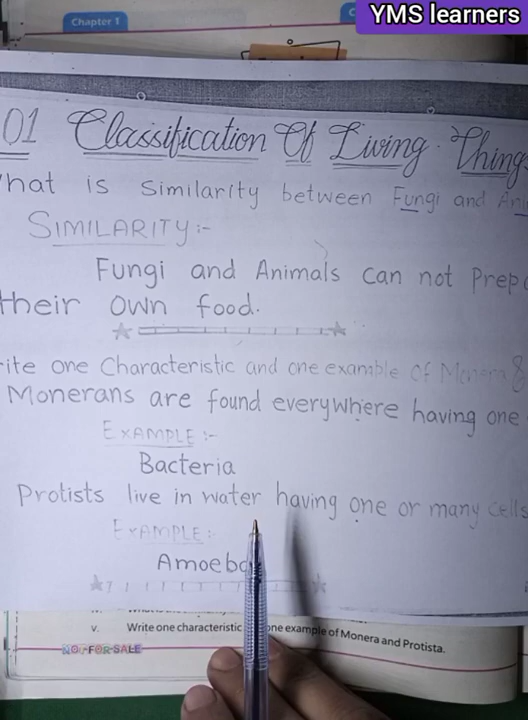 Chapter 1
YMS learners
01 Classification Of Living Things
hat is Similarity between Fungi and Ani
SIMILARITY:-
Fungi and Animals can not Prep
their own food.
rite one Characteristic and one example Of Monera &
Monerans are found everywhere having one
EXAMPLE:-
Bacteria
Protists live in water having one or many cells
EXAMPLE:-
Amoeba
v. Write one characteristic one example of Monera and Protista.
NOT FOR SALE